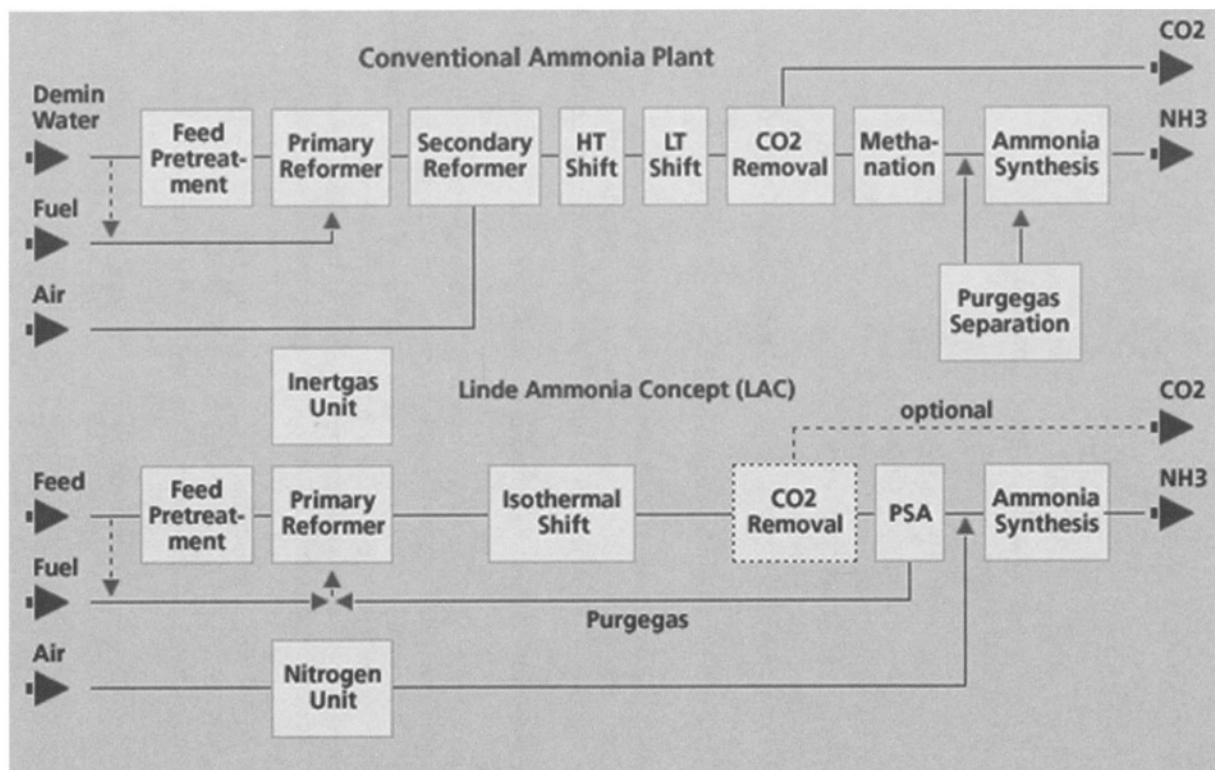 Conventional Ammonia Plant
CO2
Demin
Water
Feed
Pretreat-
ment
Primary
Reformer
Secondary
Reformer
HT
Shift
LT
Shift
CO2
Removal
Metha-
nation
Ammonia
Synthesis
NH3
Fuel
Air
Purgegas
Separation
Inertgas
Unit
Linde Ammonia Concept (LAC)
optional
CO2
Feed
Feed
Pretreat-
ment
Primary
Reformer
Isothermal
Shift
CO2
Removal
PSA
Ammonia
Synthesis
NH3
Fuel
Purgegas
Air
Nitrogen
Unit